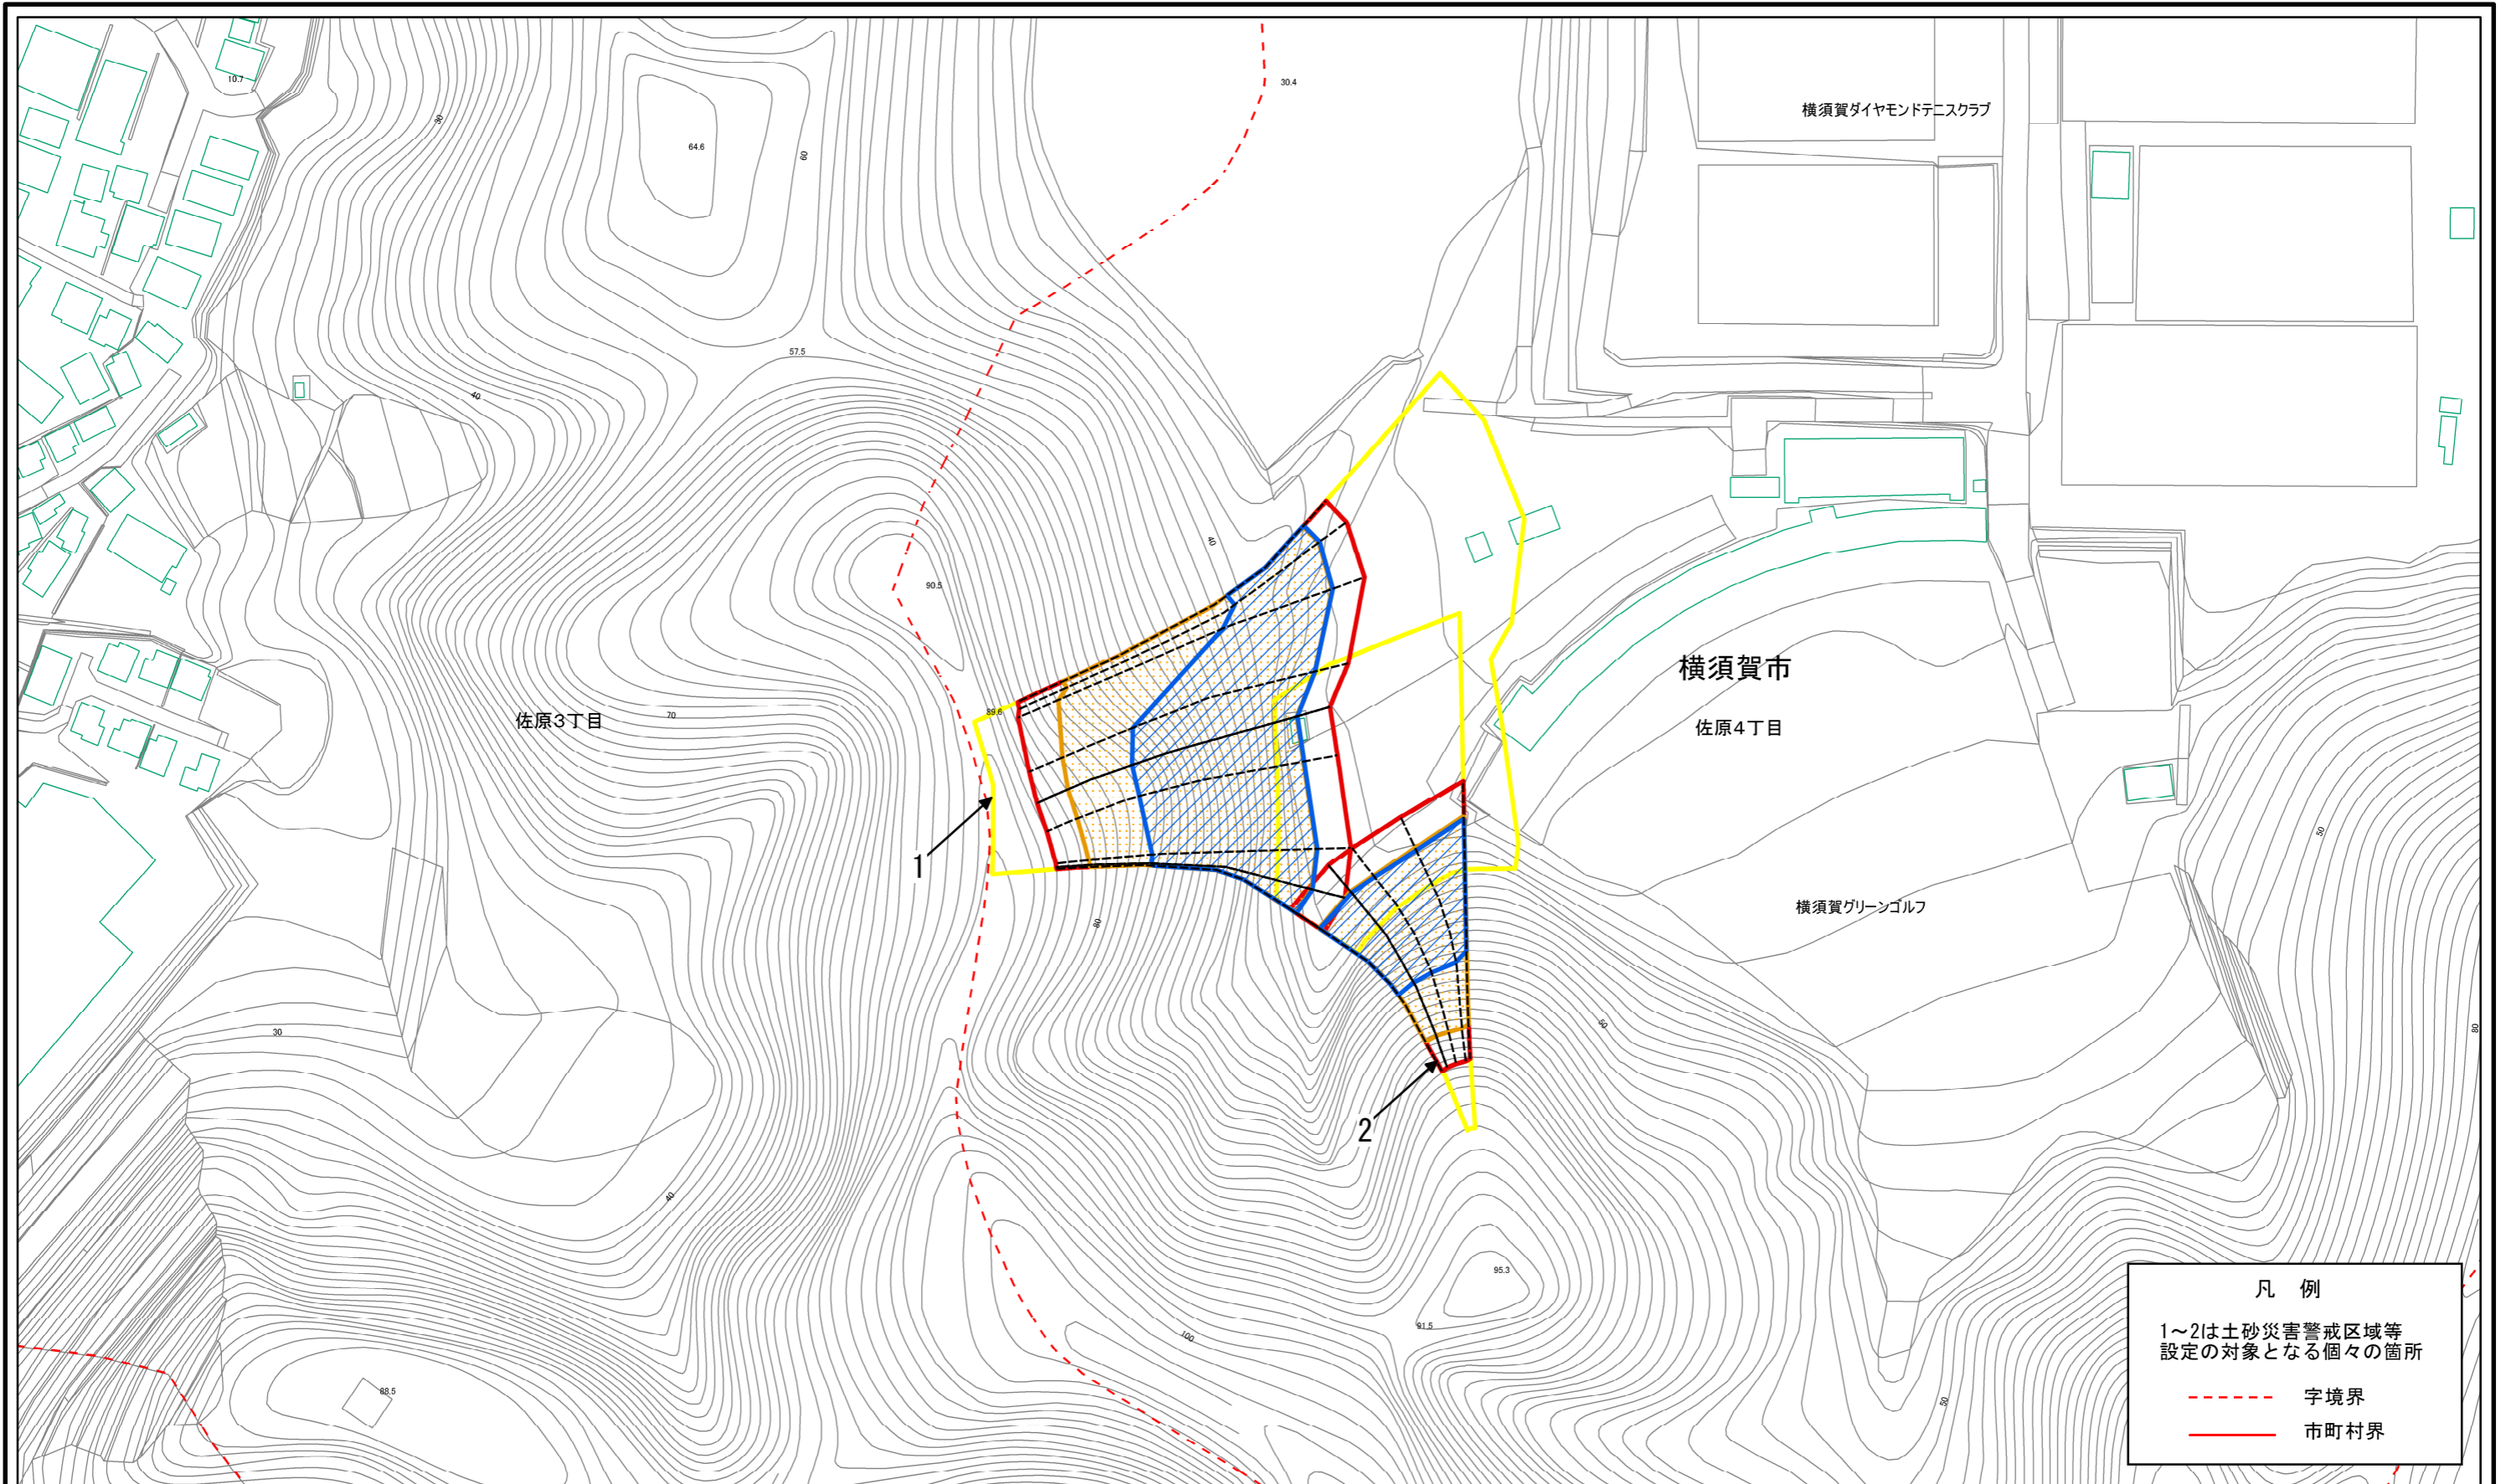 10.7
30
64.6
60
30.4
横須賀ダイヤモンドテニスクラブ
57.5
40
40
90.5
横須賀市
89.6
佐原3丁目
70
佐原4丁目
1
横須賀グリーンゴルフ
80
30
50
50
80
2
40
95.3
91.5
100
88.5
50
凡 例
1～2は土砂災害警戒区域等
設定の対象となる個々の箇所
字境界
市町村界